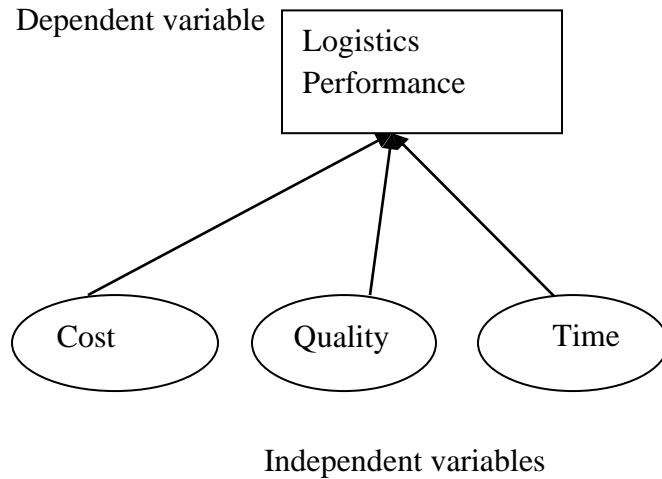 Dependent variable
Logistics
Performance
Cost
Quality
Time
Independent variables